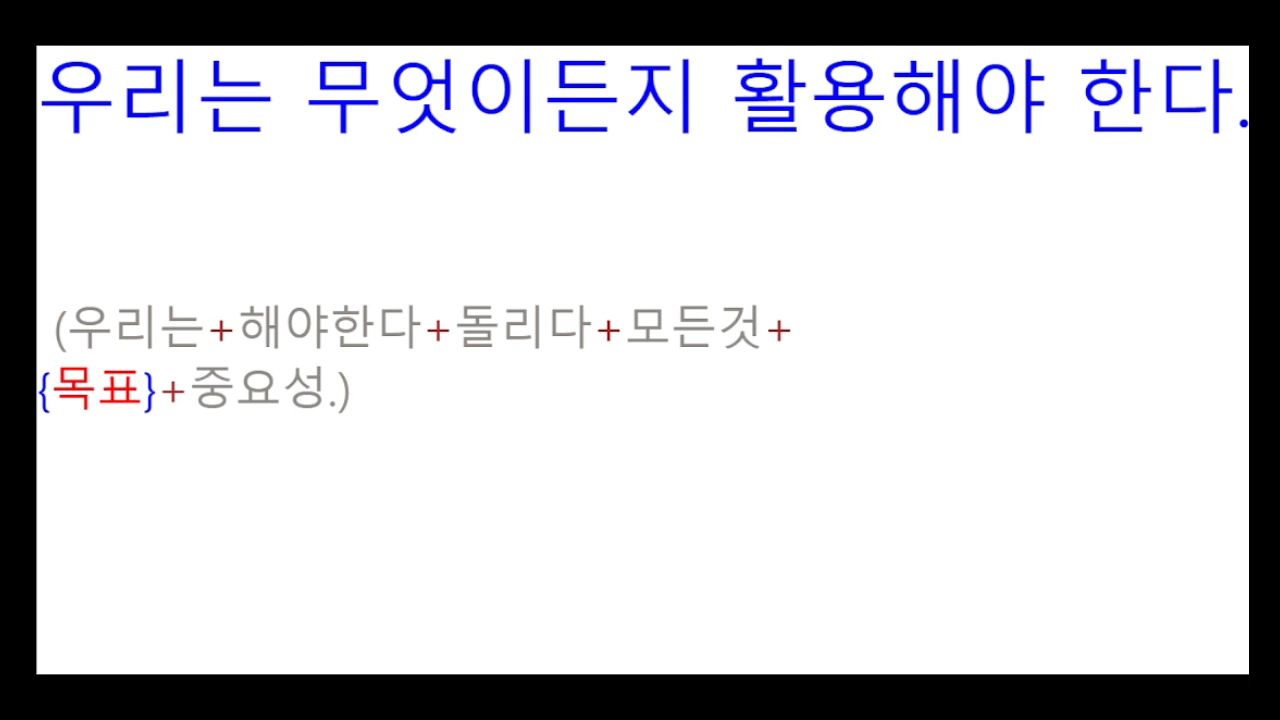 우리는 무엇이든지 활용해야 한다.
(우리는+해야한다+돌리다+모든것+
{목표}+중요성.)